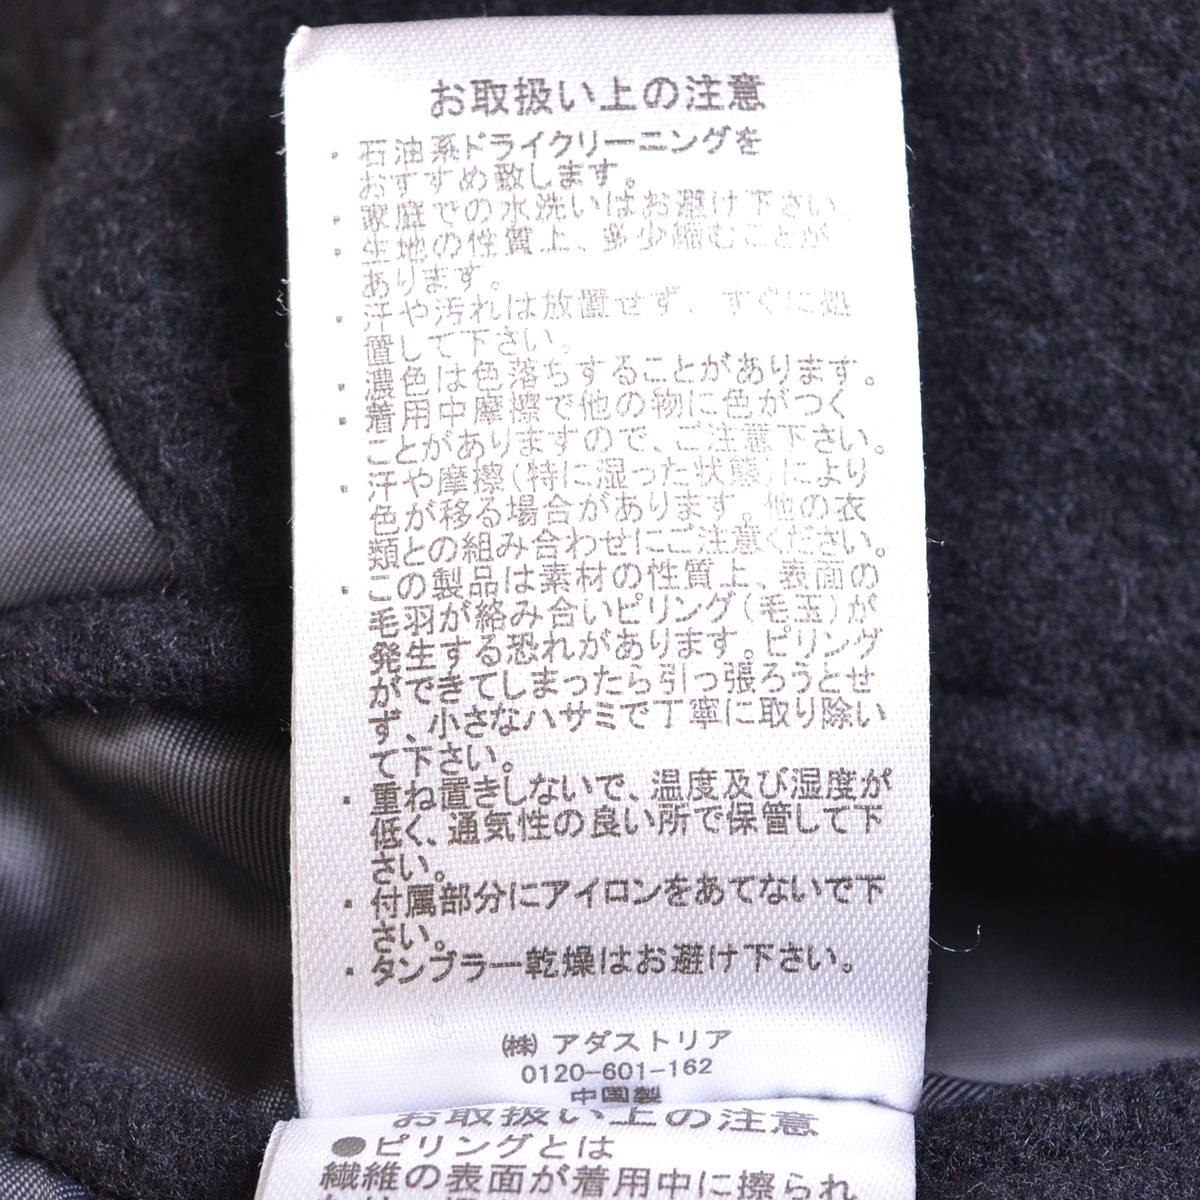 お取扱い上の注意
・石油系ドライクリーニングを
おすすめ致します。
・家庭での水洗いはお避け下さい。
・生地の性質上、多少縮むことが
あります。
・汗や汚れは放置せず、すぐに処
置して下さい。
・濃色は色落ちすることがあります。
・着用中摩擦で他の物に色がつく
ことがありますので、ご注意下さい。
・汗や摩擦(特に湿った状態)により
色が移る場合があります。他の衣
類との組み合わせにご注意ください。
・この製品は素材の性質上、表面の
毛羽が絡み合いピリング(毛玉)が
発生する恐れがあります。ピリング
ができてしまったら引っ張ろうとせ
ず、小さなハサミで丁寧に取り除い
て下さい。
・重ね置きしないで、温度及び湿度が
低く、通気性の良い所で保管して下
さい。
・付属部分にアイロンをあてないで下
さい。
・タンブラー乾燥はお避け下さい。
㈱アダストリア
0120-601-162
中国製
お取扱い上の注意
●ピリングとは
繊維の表面が着用中に擦られ